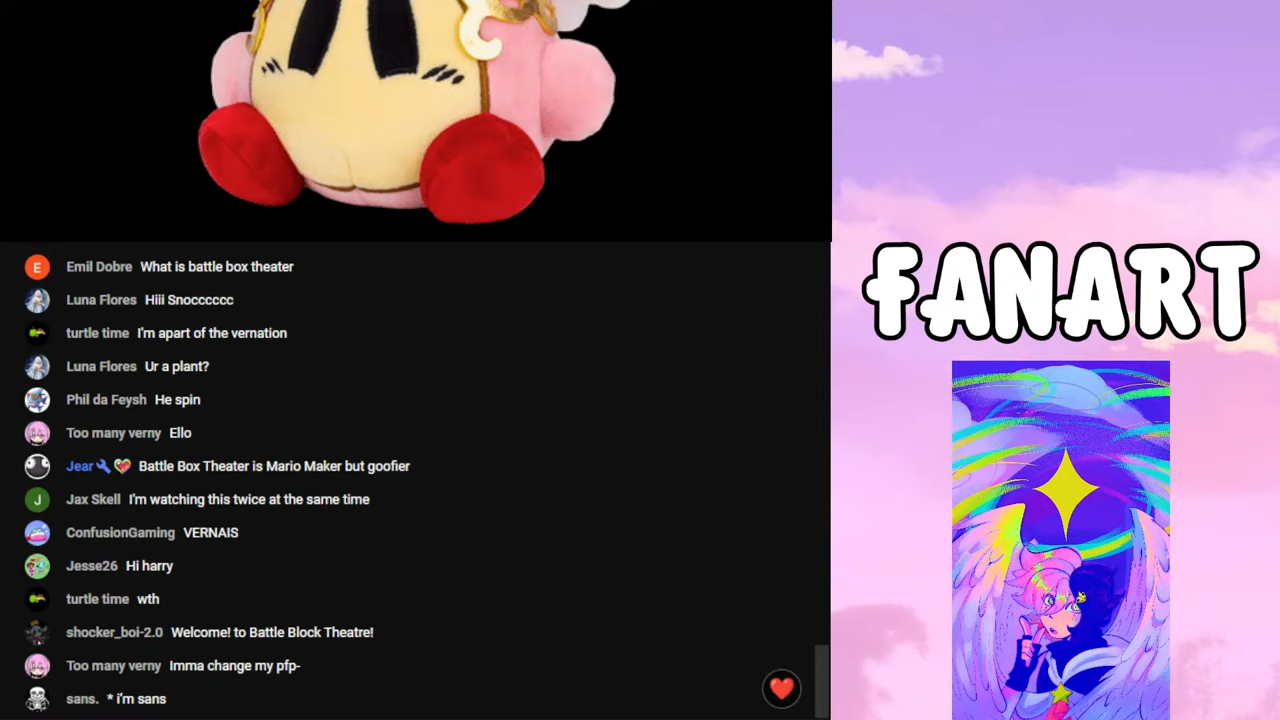 E Emil Dobre What is battle box theater
Luna Flores Hiii Snocccccc
turtle time I'm apart of the vernation
Luna Flores Ur a plant?
Phil da Feysh He spin
Too many verny Ello
Jear Battle Box Theater is Mario Maker but goofier
J Jax Skell I'm watching this twice at the same time
ConfusionGaming VERNAIS
Jesse26 Hi harry
turtle time wth
shocker_boi-2.0 Welcome! to Battle Block Theatre!
Too many verny Imma change my pfp-
sans. * i'm sans
FANART